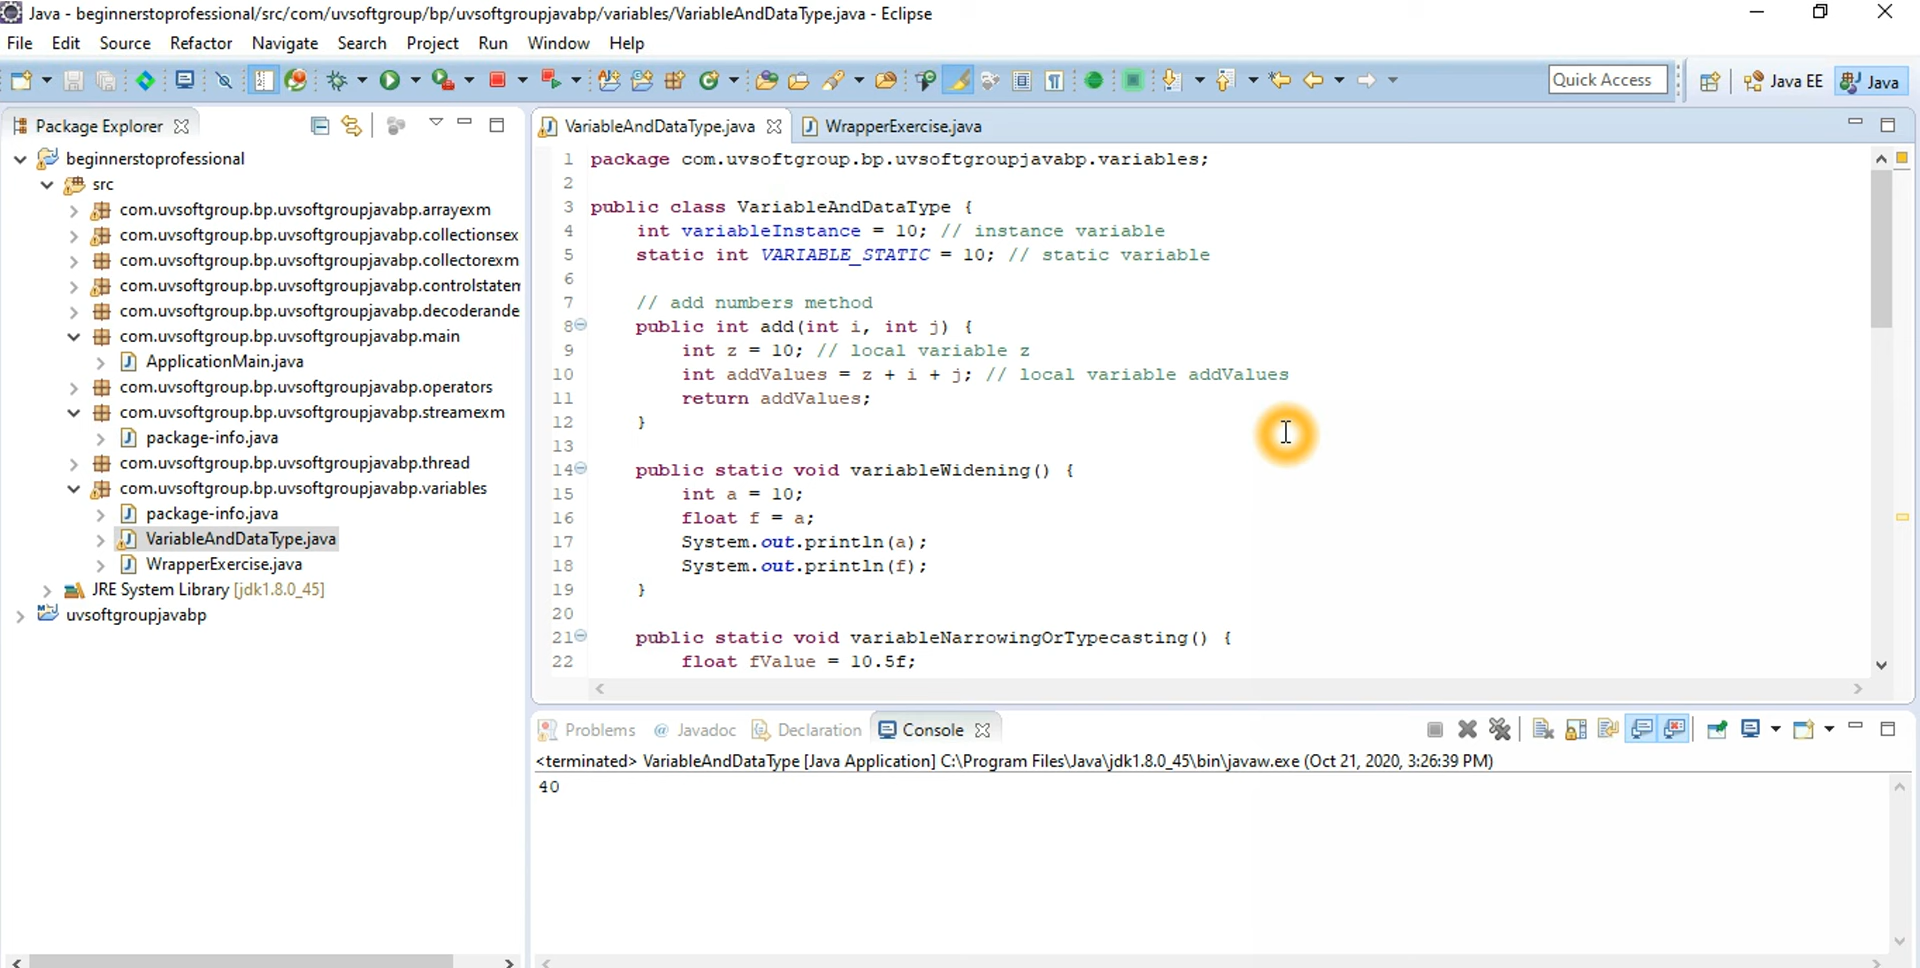 Java - beginnerstoprofessional/src/com/uvsoftgroup/bp/uvsoftgroupjavabp/variables/VariableAndDataType.java - Eclipse
File Edit Source Refactor Navigate Search Project Run Window Help
Quick Access Java EE Java
Package Explorer
beginnerstoprofessional
src
com.uvsoftgroup.bp.uvsoftgroupjavabp.arrayexm
com.uvsoftgroup.bp.uvsoftgroupjavabp.collectionsex
com.uvsoftgroup.bp.uvsoftgroupjavabp.collectorexm
com.uvsoftgroup.bp.uvsoftgroupjavabp.controlstatem
com.uvsoftgroup.bp.uvsoftgroupjavabp.decoderande
com.uvsoftgroup.bp.uvsoftgroupjavabp.main
ApplicationMain.java
com.uvsoftgroup.bp.uvsoftgroupjavabp.operators
com.uvsoftgroup.bp.uvsoftgroupjavabp.streamexm
package-info.java
com.uvsoftgroup.bp.uvsoftgroupjavabp.thread
com.uvsoftgroup.bp.uvsoftgroupjavabp.variables
package-info.java
VariableAndDataType.java
WrapperExercise.java
JRE System Library [jdk1.8.0_45]
uvsoftgroupjavabp
VariableAndDataType.java WrapperExercise.java
1 package com.uvsoftgroup.bp.uvsoftgroupjavabp.variables;
2
3 public class VariableAndDataType {
4 int variableInstance = 10; // instance variable
5 static int VARIABLE_STATIC = 10; // static variable
6
7 // add numbers method
8 public int add(int i, int j) {
9 int z = 10; // local variable z
10 int addValues = z + i + j; // local variable addValues
11 return addValues;
12 }
13
14 public static void variableWidening() {
15 int a = 10;
16 float f = a;
17 System.out.println(a);
18 System.out.println(f);
19 }
20
21 public static void variableNarrowingOrTypecasting() {
22 float fValue = 10.5f;
Problems @ Javadoc Declaration Console
<terminated> VariableAndDataType [Java Application] C:\Program Files\Java\jdk1.8.0_45\bin\javaw.exe (Oct 21, 2020, 3:26:39 PM)
40